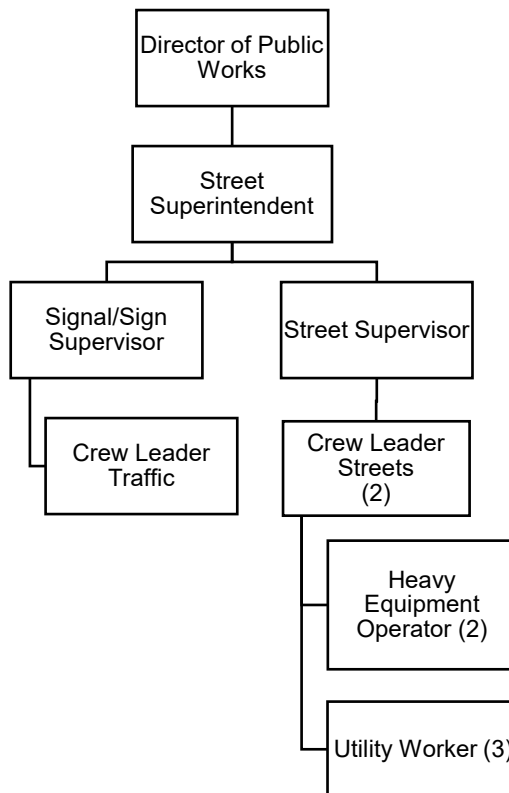 Director of Public
Works
Street
Superintendent
Signal/Sign
Supervisor
Street Supervisor
Crew Leader
Traffic
Crew Leader
Streets
(2)
Heavy
Equipment
Operator (2)
Utility Worker (3)